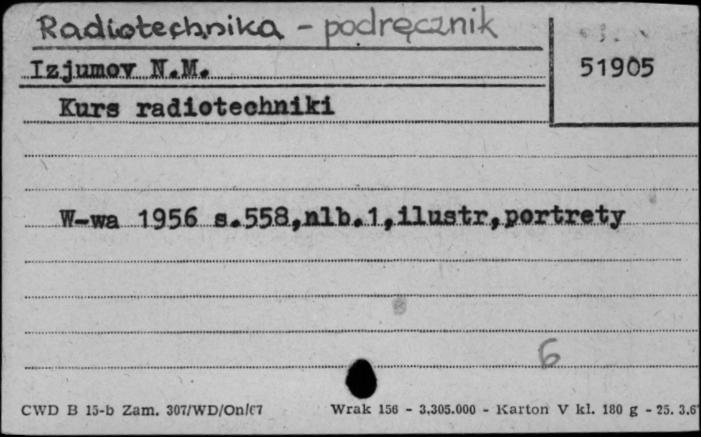 Radiotechnika - podręcznik
Izjumov N.M.
51905
Kurs radiotechniki
W-wa 1956 s.558,nlb.1,ilustr,portrety
6
CWD B 15-b Zam. 307/WD/On/67 Wrak 156 - 3.305.000 - Karton V kl. 180 g - 25. 3.6